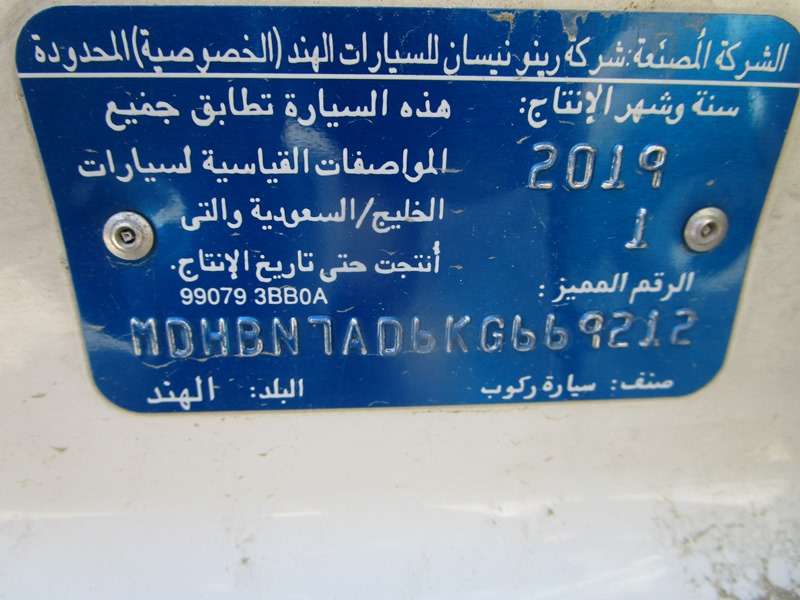 الشركة المُصنعة: شركة رينو نيسان للسيارات الهند (الخصوصية) المحدودة
سنة وشهر الإنتاج:
2019
1
هذه السيارة تطابق جميع
المواصفات القياسية لسيارات
الخليج/السعودية والتى
أُنتجت حتى تاريخ الإنتاج.
99079 3BB0A
الرقم المميز :
MDHBN7AD6KG669212
صنف: سيارة ركوب
البلد: الهند